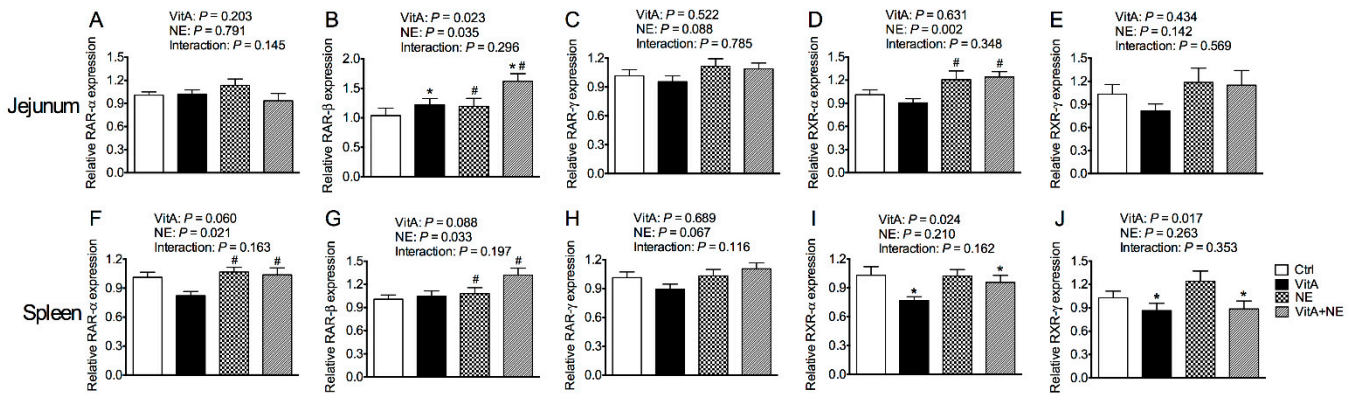 A
VitA: P = 0.203
NE: P = 0.791
Interaction: P = 0.145
Relative RAR-α expression
1.5
1.2
0.9
0.6
0.3
0.0
B
VitA: P = 0.023
NE: P = 0.035
Interaction: P = 0.296
Relative RAR-β expression
2.0
1.5
1.0
0.5
0.0
*
#
* #
C
VitA: P = 0.522
NE: P = 0.088
Interaction: P = 0.785
Relative RAR-γ expression
1.2
0.9
0.6
0.3
0.0
D
VitA: P = 0.631
NE: P = 0.002
Interaction: P = 0.348
Relative RXR-α expression
1.5
1.2
0.9
0.6
0.3
0.0
#
#
E
VitA: P = 0.434
NE: P = 0.142
Interaction: P = 0.569
Relative RXR-γ expression
1.5
1.2
0.9
0.6
0.3
0.0
Jejunum
F
VitA: P = 0.060
NE: P = 0.021
Interaction: P = 0.163
Relative RAR-α expression
1.2
0.9
0.6
0.3
0.0
#
#
G
VitA: P = 0.088
NE: P = 0.033
Interaction: P = 0.197
Relative RAR-β expression
1.5
1.2
0.9
0.6
0.3
0.0
#
#
H
VitA: P = 0.689
NE: P = 0.067
Interaction: P = 0.116
Relative RAR-γ expression
1.2
0.9
0.6
0.3
0.0
I
VitA: P = 0.024
NE: P = 0.210
Interaction: P = 0.162
Relative RXR-α expression
1.2
0.9
0.6
0.3
0.0
*
*
J
VitA: P = 0.017
NE: P = 0.263
Interaction: P = 0.353
Relative RXR-γ expression
1.5
1.2
0.9
0.6
0.3
0.0
*
*
Spleen
Ctrl
VitA
NE
VitA+NE